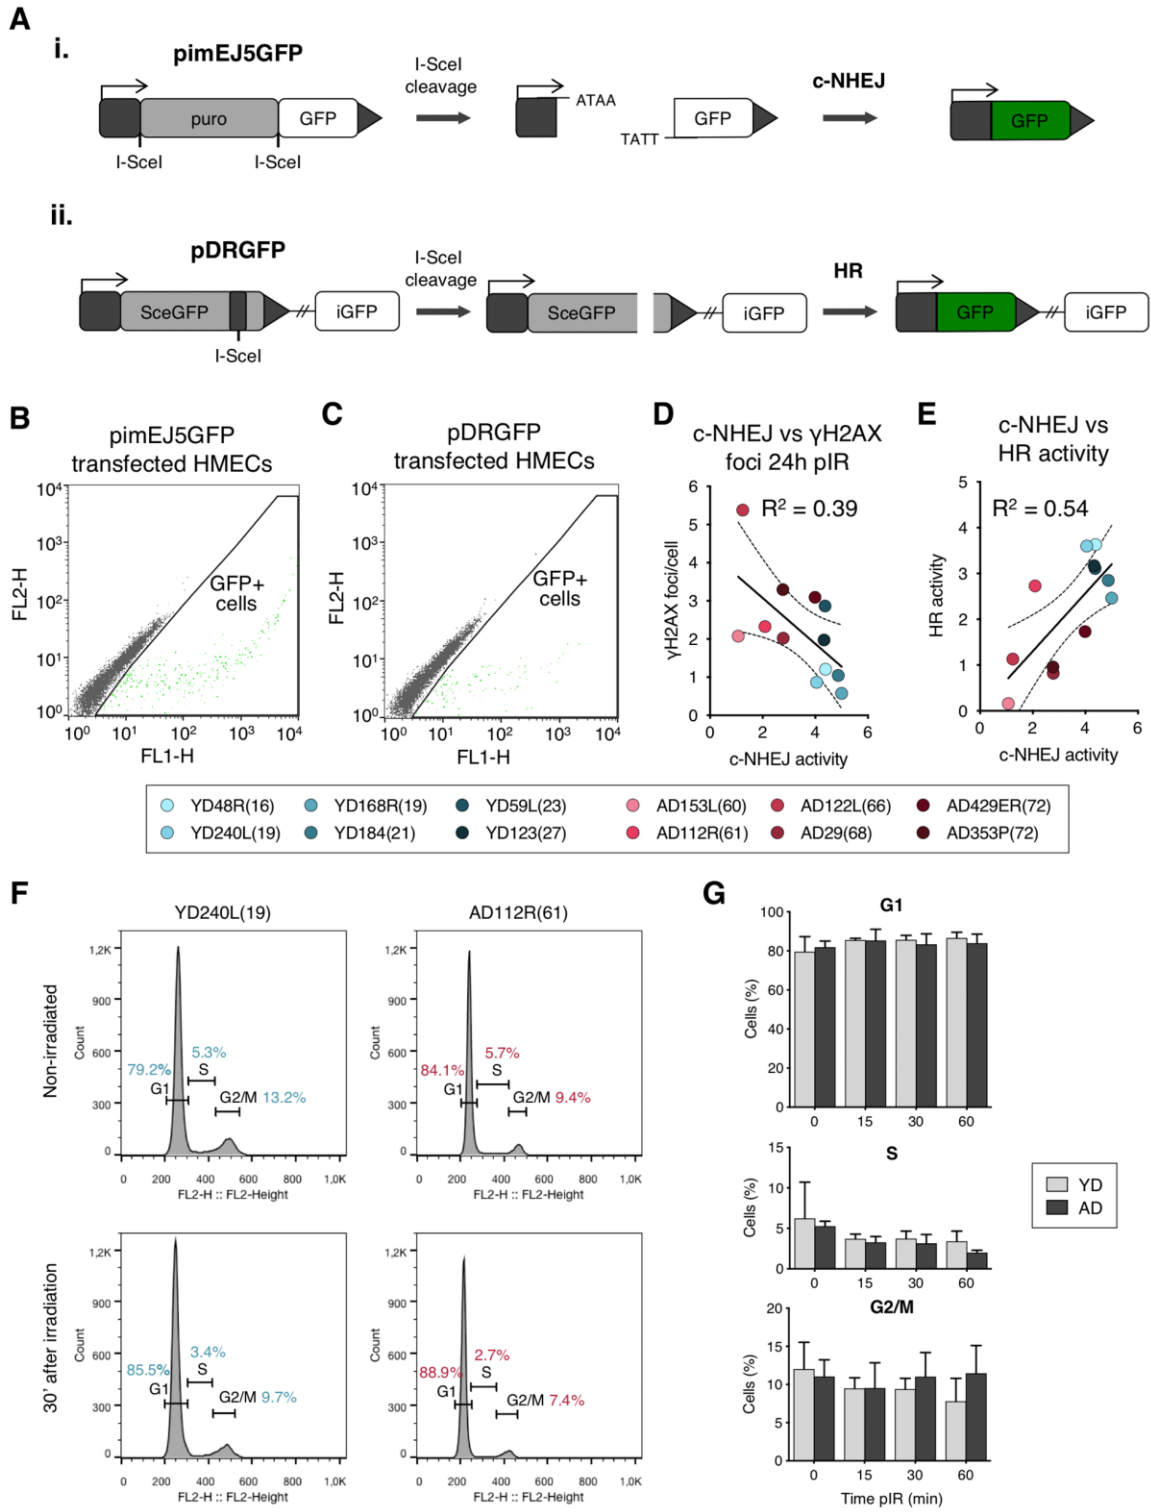 A
i.
pimEJ5GFP
I-SceI
cleavage
c-NHEJ
puro
GFP
ATAA
TATT
GFP
GFP
I-SceI
I-SceI
ii.
pDRGFP
I-SceI
cleavage
HR
SceGFP
iGFP
SceGFP
iGFP
GFP
iGFP
I-SceI
B
pimEJ5GFP
transfected HMECs
10⁴
10³
10²
10¹
10⁰
FL2-H
GFP+
cells
10⁰ 10¹ 10² 10³ 10⁴
FL1-H
C
pDRGFP
transfected HMECs
10⁴
10³
10²
10¹
10⁰
FL2-H
GFP+
cells
10⁰ 10¹ 10² 10³ 10⁴
FL1-H
D
c-NHEJ vs γH2AX
foci 24h pIR
R² = 0.39
6
5
4
3
2
1
0
γH2AX foci/cell
0 2 4 6
c-NHEJ activity
E
c-NHEJ vs
HR activity
R² = 0.54
5
4
3
2
1
0
HR activity
0 2 4 6
c-NHEJ activity
YD48R(16) YD168R(19) YD59L(23) AD153L(60) AD122L(66) AD429ER(72)
YD240L(19) YD184(21) YD123(27) AD112R(61) AD29(68) AD353P(72)
F
YD240L(19)
AD112R(61)
Non-irradiated
1,2K
900
600
300
0
Count
79.2%
G1
5.3%
S
G2/M 13.2%
0 200 400 600 800 1,0K
FL2-H :: FL2-Height
1,2K
900
600
300
0
Count
84.1%
G1
5.7%
S
G2/M 9.4%
0 200 400 600 800 1,0K
FL2-H :: FL2-Height
30' after irradiation
1,2K
900
600
300
0
Count
85.5%
G1
3.4%
S
G2/M 9.7%
0 200 400 600 800 1,0K
FL2-H :: FL2-Height
1,2K
900
600
300
0
Count
88.9%
G1
2.7%
S
G2/M 7.4%
0 200 400 600 800 1,0K
FL2-H :: FL2-Height
G
G1
100
80
60
40
20
0
Cells (%)
0 15 30 60
S
15
10
5
0
Cells (%)
0 15 30 60
YD
AD
G2/M
20
15
10
5
0
Cells (%)
0 15 30 60
Time pIR (min)